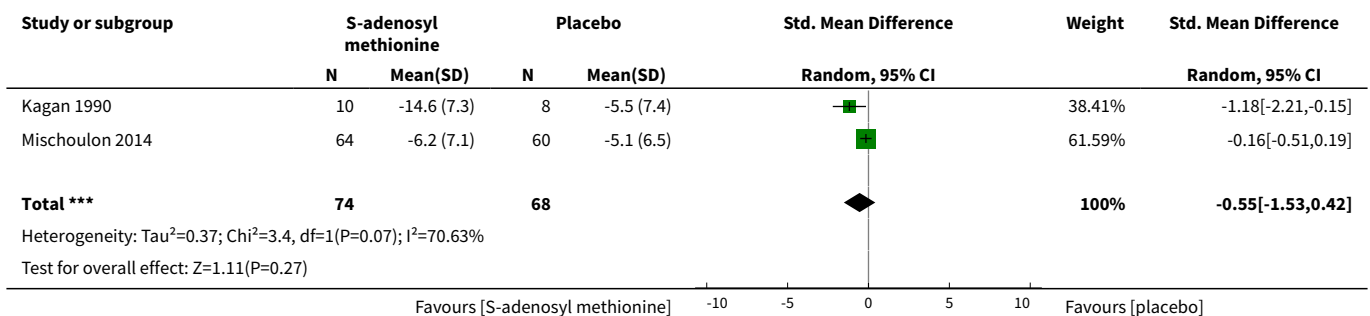 Study or subgroup S-adenosyl methionine Placebo Std. Mean Difference Weight Std. Mean Difference
N Mean(SD) N Mean(SD) Random, 95% CI Random, 95% CI
Kagan 1990 10 -14.6 (7.3) 8 -5.5 (7.4) 38.41% -1.18[-2.21,-0.15]
Mischoulon 2014 64 -6.2 (7.1) 60 -5.1 (6.5) 61.59% -0.16[-0.51,0.19]
Total *** 74 68 100% -0.55[-1.53,0.42]
Heterogeneity: Tau²=0.37; Chi²=3.4, df=1(P=0.07); I²=70.63%
Test for overall effect: Z=1.11(P=0.27)
Favours [S-adenosyl methionine] -10 -5 0 5 10 Favours [placebo]